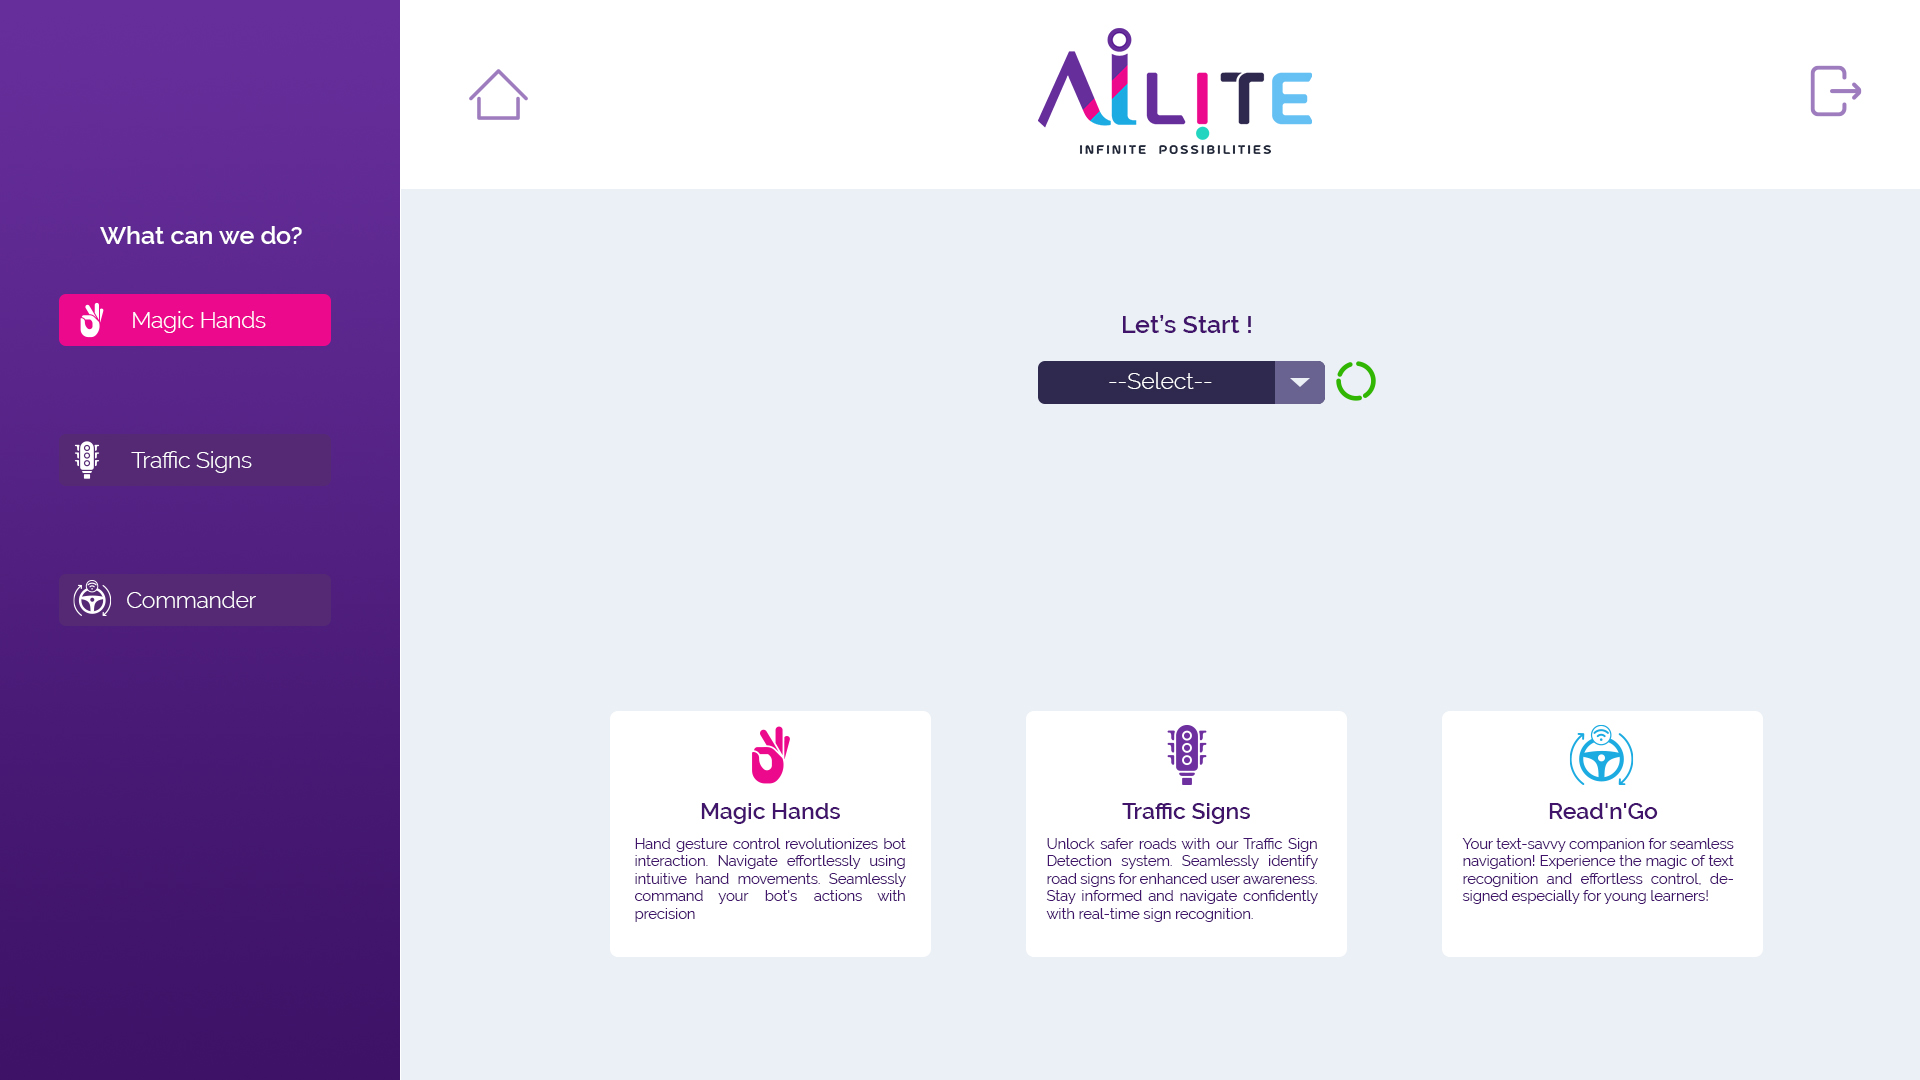 AiLiTE
INFINITE POSSIBILITIES
What can we do?
Magic Hands
Traffic Signs
Commander
Let's Start !
--Select--
Magic Hands
Hand gesture control revolutionizes bot
interaction. Navigate effortlessly using
intuitive hand movements. Seamlessly
command your bot's actions with
precision
Traffic Signs
Unlock safer roads with our Traffic Sign
Detection system. Seamlessly identify
road signs for enhanced user awareness.
Stay informed and navigate confidently
with real-time sign recognition.
Read'n'Go
Your text-savvy companion for seamless
navigation! Experience the magic of text
recognition and effortless control, de-
signed especially for young learners!